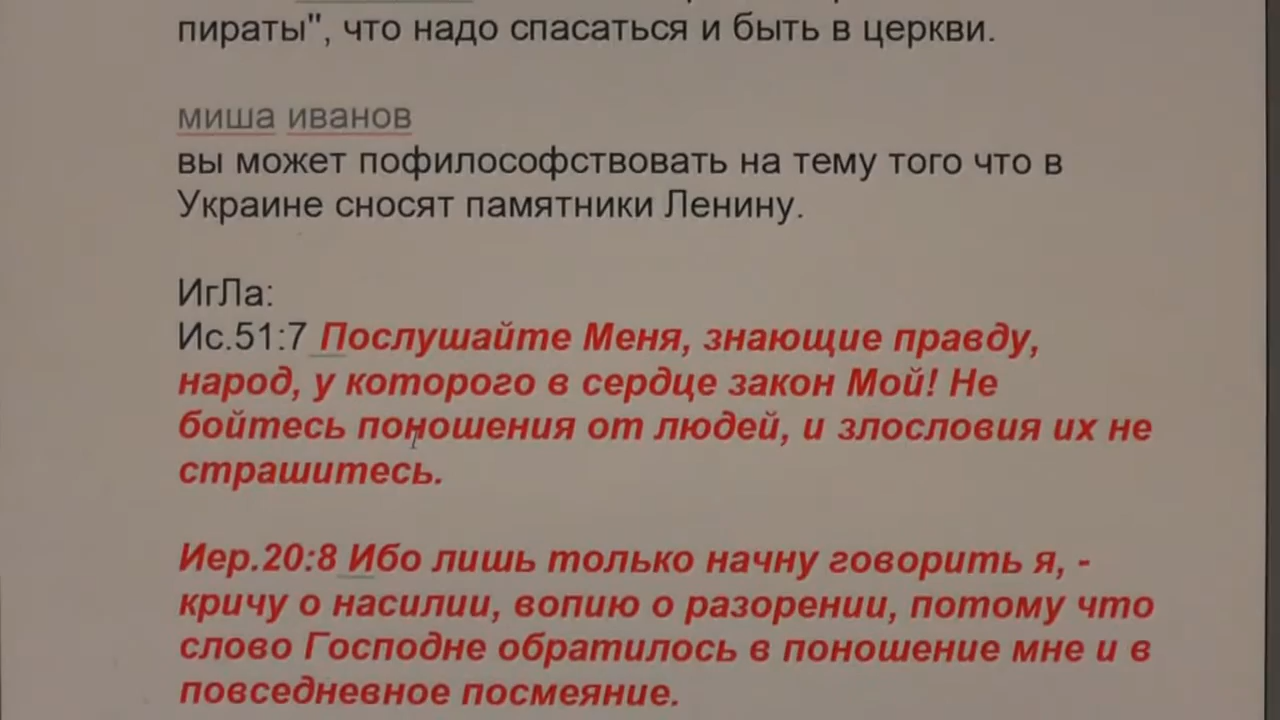 пираты", что надо спасаться и быть в церкви.
миша иванов
вы может пофилософствовать на тему того что в
Украине сносят памятники Ленину.
ИгЛа:
Ис.51:7 Послушайте Меня, знающие правду,
народ, у которого в сердце закон Мой! Не
бойтесь поношения от людей, и злословия их не
страшитесь.
Иер.20:8 Ибо лишь только начну говорить я, -
кричу о насилии, вопию о разорении, потому что
слово Господне обратилось в поношение мне и в
повседневное посмеяние.